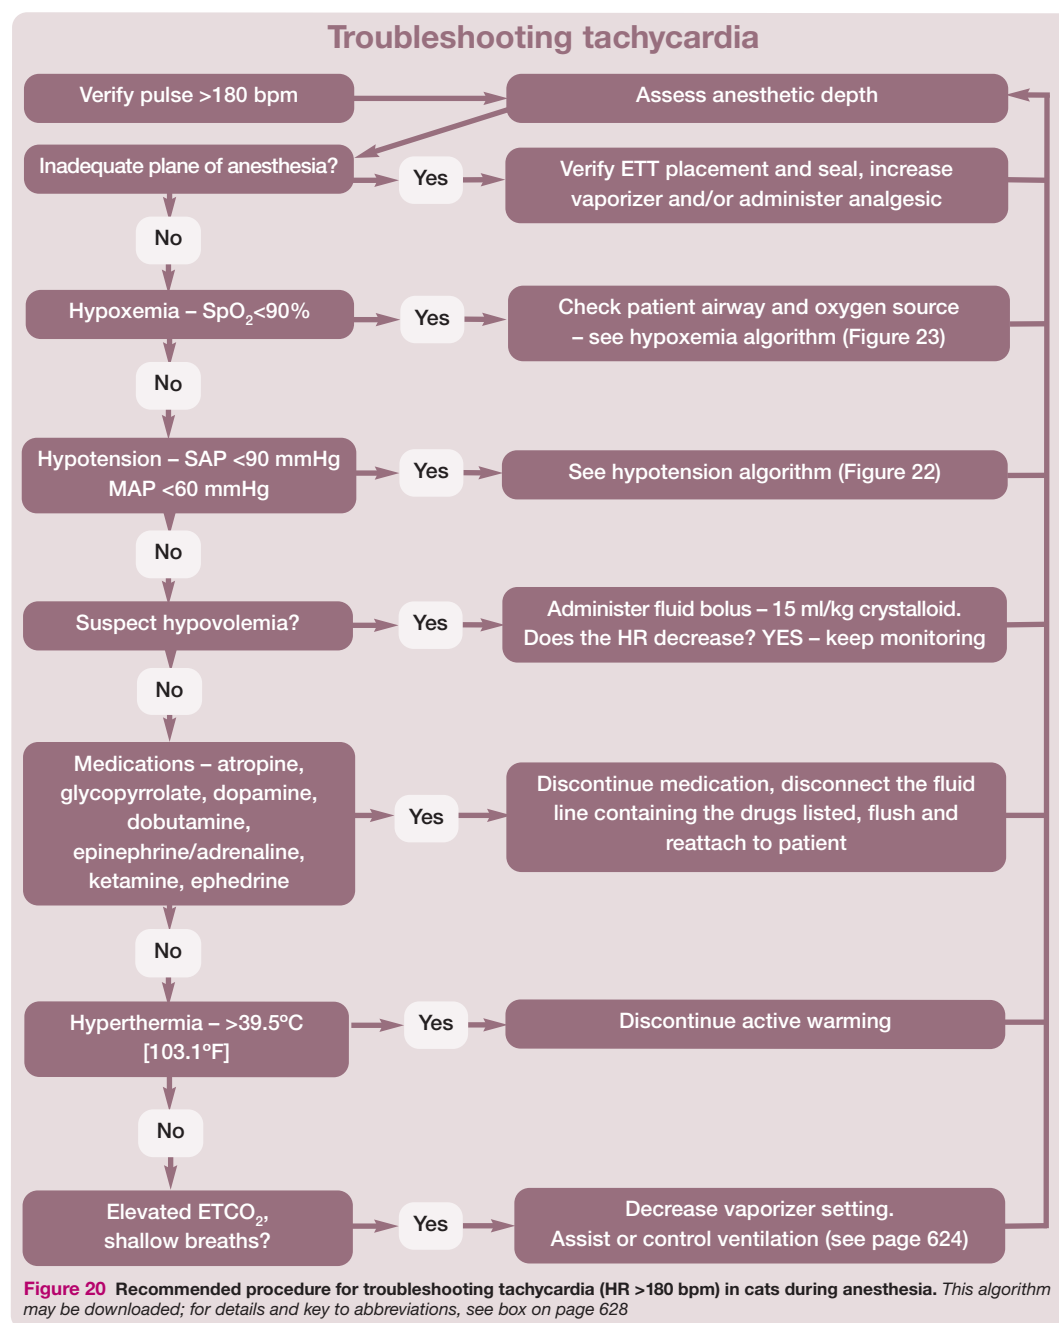 Troubleshooting tachycardia
Verify pulse >180 bpm
Assess anesthetic depth
Inadequate plane of anesthesia?
Yes
Verify ETT placement and seal, increase
vaporizer and/or administer analgesic
No
Hypoxemia – SpO₂<90%
Yes
Check patient airway and oxygen source
– see hypoxemia algorithm (Figure 23)
No
Hypotension – SAP <90 mmHg
MAP <60 mmHg
Yes
See hypotension algorithm (Figure 22)
No
Suspect hypovolemia?
Yes
Administer fluid bolus – 15 ml/kg crystalloid.
Does the HR decrease? YES – keep monitoring
No
Medications – atropine,
glycopyrrolate, dopamine,
dobutamine,
epinephrine/adrenaline,
ketamine, ephedrine
Yes
Discontinue medication, disconnect the fluid
line containing the drugs listed, flush and
reattach to patient
No
Hyperthermia – >39.5ºC
[103.1ºF]
Yes
Discontinue active warming
No
Elevated ETCO₂,
shallow breaths?
Yes
Decrease vaporizer setting.
Assist or control ventilation (see page 624)
Figure 20 Recommended procedure for troubleshooting tachycardia (HR >180 bpm) in cats during anesthesia. This algorithm
may be downloaded; for details and key to abbreviations, see box on page 628